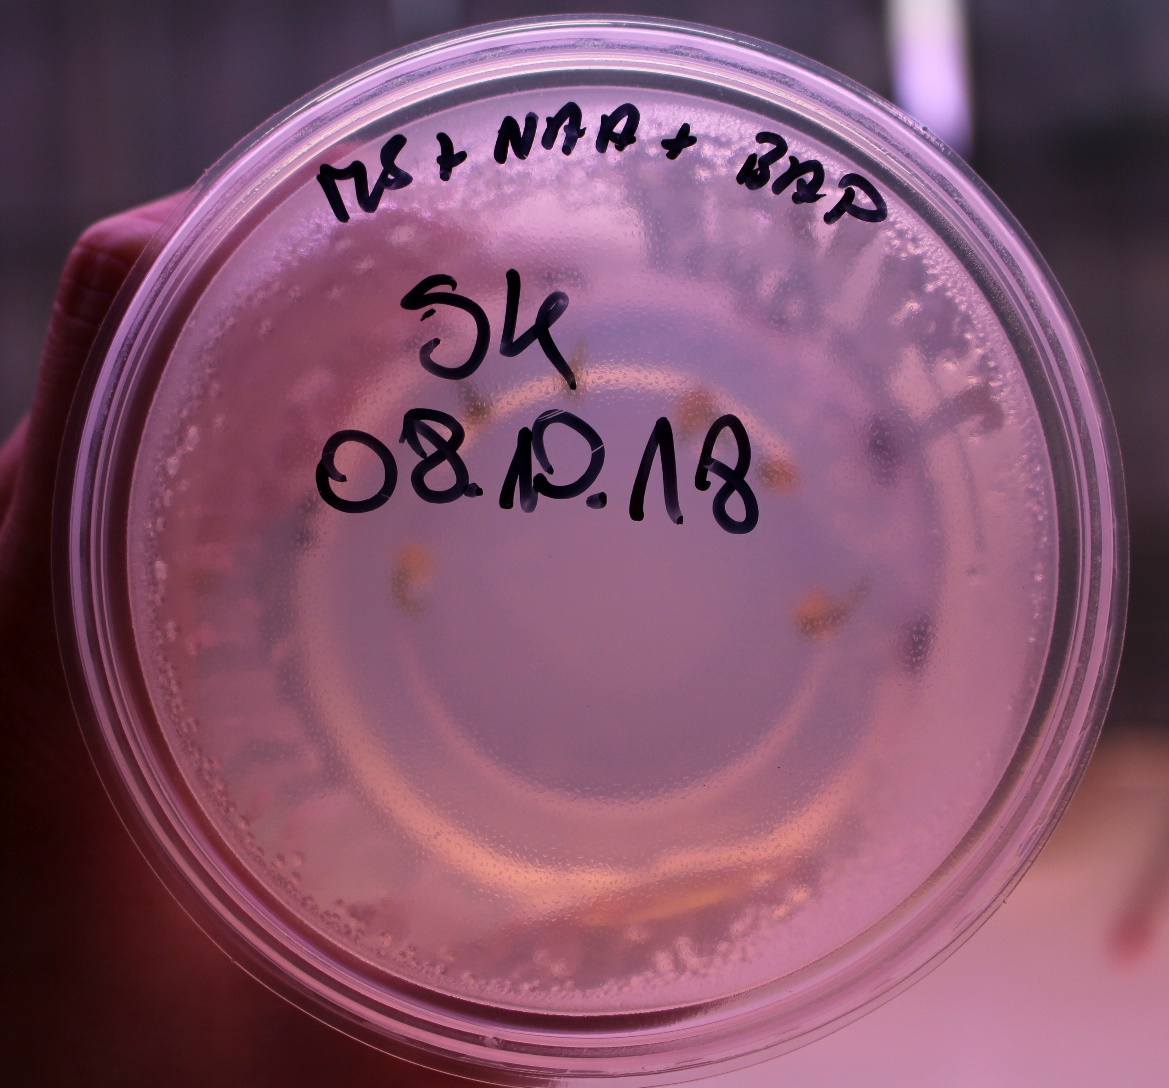 MS + NAA + BAP
SK
08.10.18